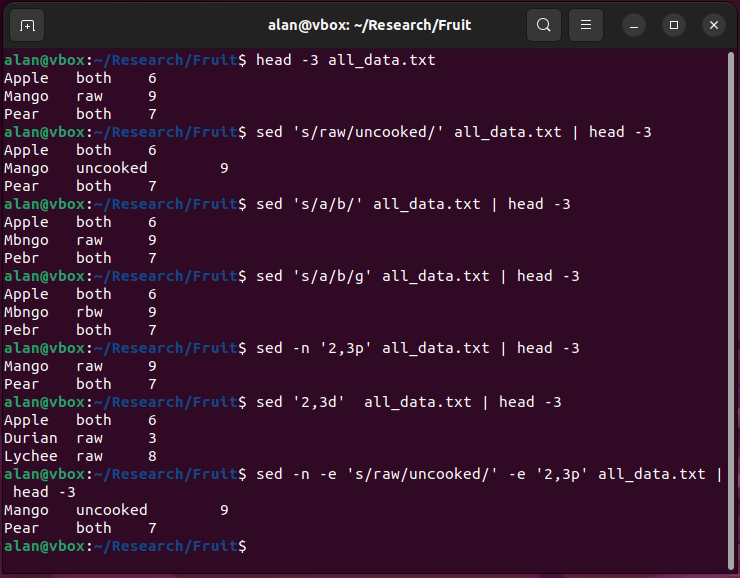 alan@vbox: ~/Research/Fruit
alan@vbox:~/Research/Fruit$ head -3 all_data.txt
Apple   both    6
Mango   raw     9
Pear    both    7
alan@vbox:~/Research/Fruit$ sed 's/raw/uncooked/' all_data.txt | head -3
Apple   both    6
Mango   uncooked        9
Pear    both    7
alan@vbox:~/Research/Fruit$ sed 's/a/b/' all_data.txt | head -3
Apple   both    6
Mbngo   raw     9
Pebr    both    7
alan@vbox:~/Research/Fruit$ sed 's/a/b/g' all_data.txt | head -3
Apple   both    6
Mbngo   rbw     9
Pebr    both    7
alan@vbox:~/Research/Fruit$ sed -n '2,3p' all_data.txt | head -3
Mango   raw     9
Pear    both    7
alan@vbox:~/Research/Fruit$ sed '2,3d'  all_data.txt | head -3
Apple   both    6
Durian  raw     3
Lychee  raw     8
alan@vbox:~/Research/Fruit$ sed -n -e 's/raw/uncooked/' -e '2,3p' all_data.txt |
 head -3
Mango   uncooked        9
Pear    both    7
alan@vbox:~/Research/Fruit$